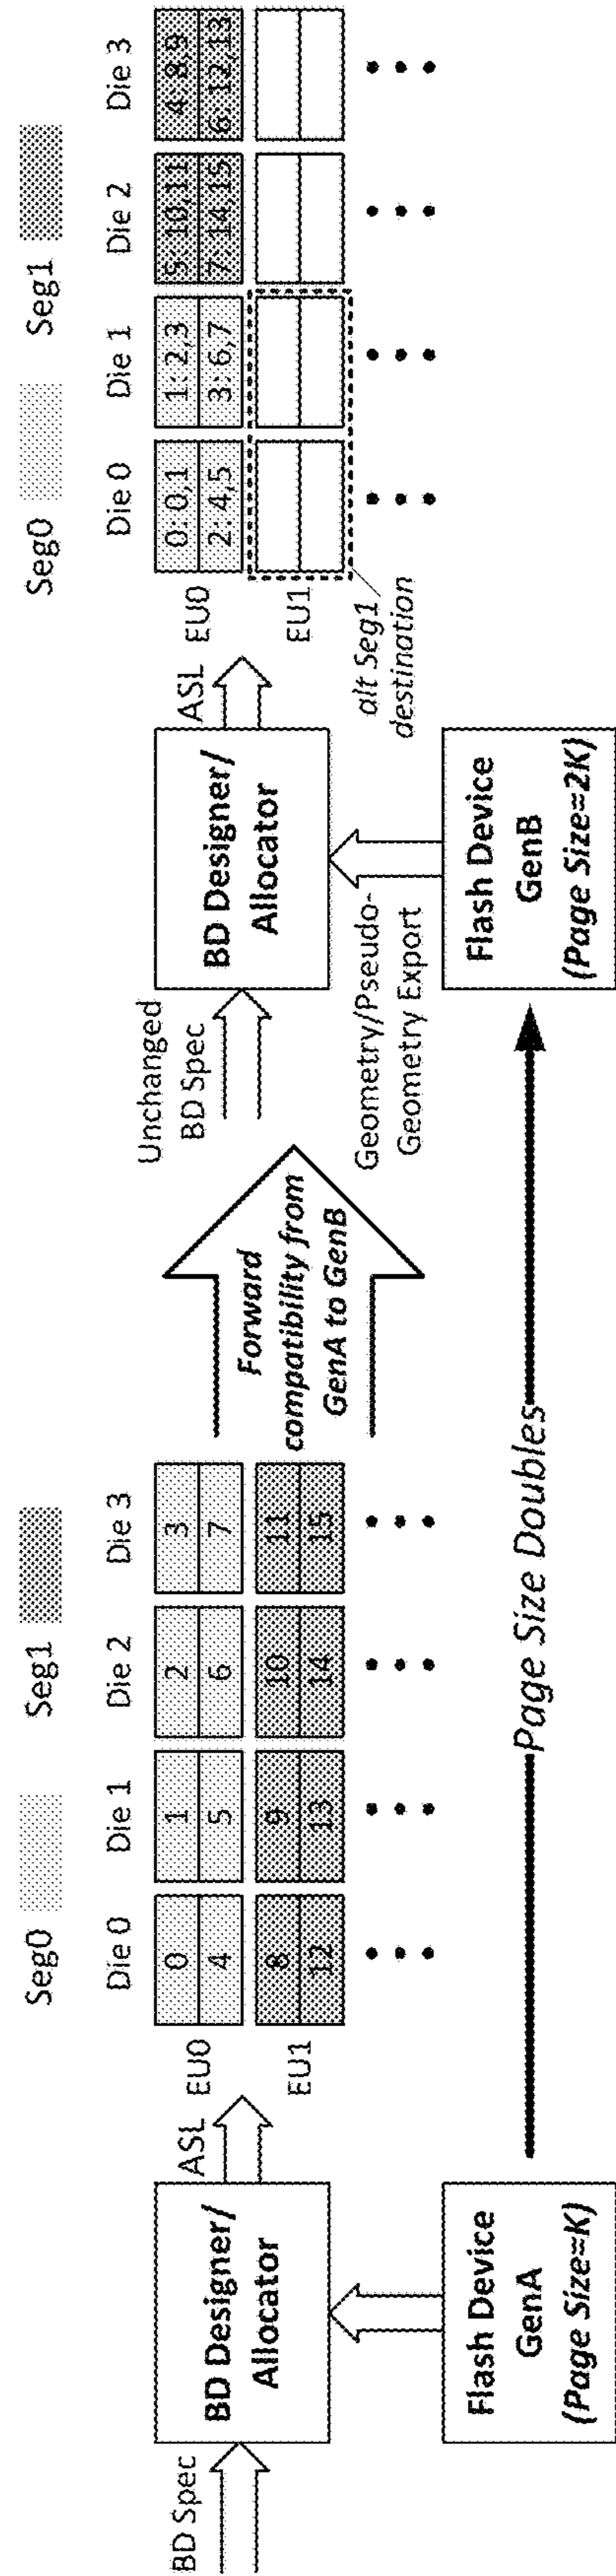 BD Spec
BD Designer/
Allocator
ASL
Flash Device
GenA
(Page Size=K)
Seg0
Seg1
Die 0
Die 1
Die 2
Die 3
EU0
0
1
2
3
4
5
6
7
EU1
8
9
10
11
12
13
14
15
Forward
compatibility from
GenA to GenB
Page Size Doubles
Unchanged
BD Spec
BD Designer/
Allocator
ASL
Geometry/Pseudo-
Geometry Export
Flash Device
GenB
(Page Size=2K)
Seg0
Seg1
Die 0
Die 1
Die 2
Die 3
EU0
0: 0,1
1: 2,3
5: 10,11
4: 8,9
2: 4,5
3: 6,7
7: 14,15
6: 12,13
EU1
alt Seg1
destination